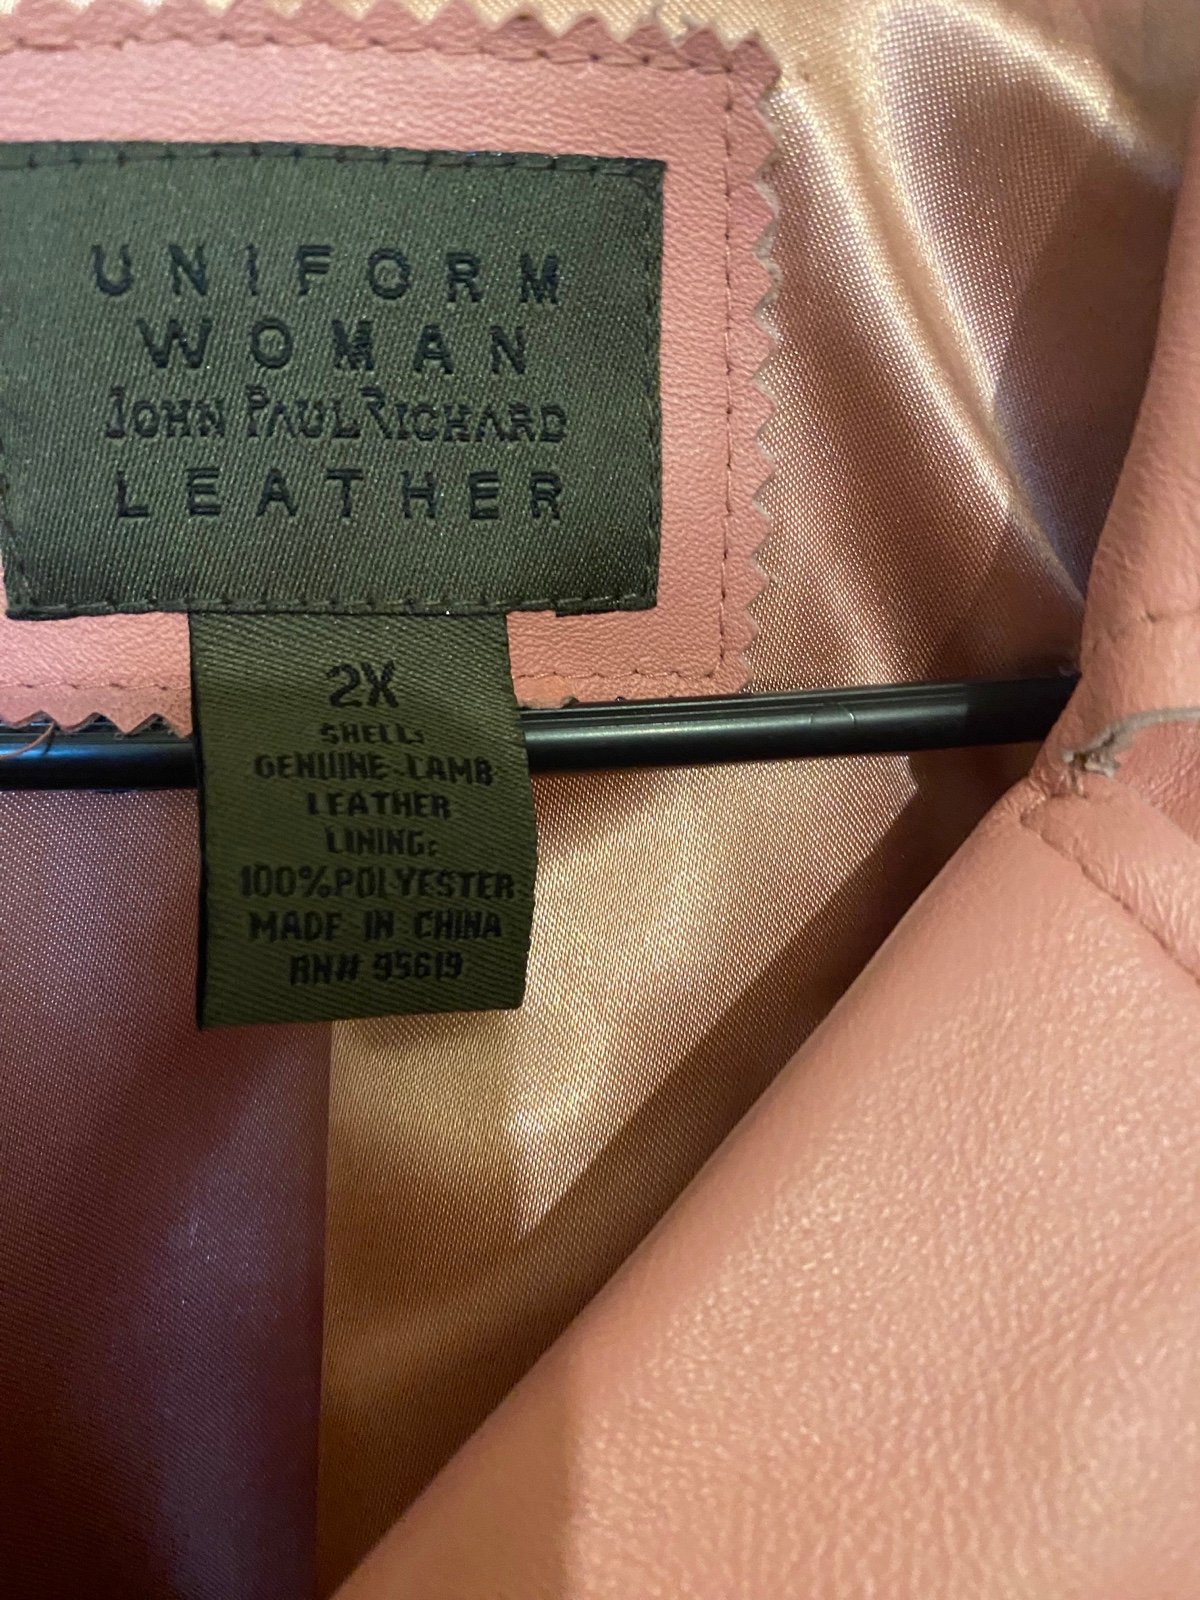 UNIFORM
WOMAN
JOHN PAUL RICHARD
LEATHER
2X
SHELL:
GENUINE LAMB
LEATHER
LINING:
100%POLYESTER
MADE IN CHINA
RN# 95619